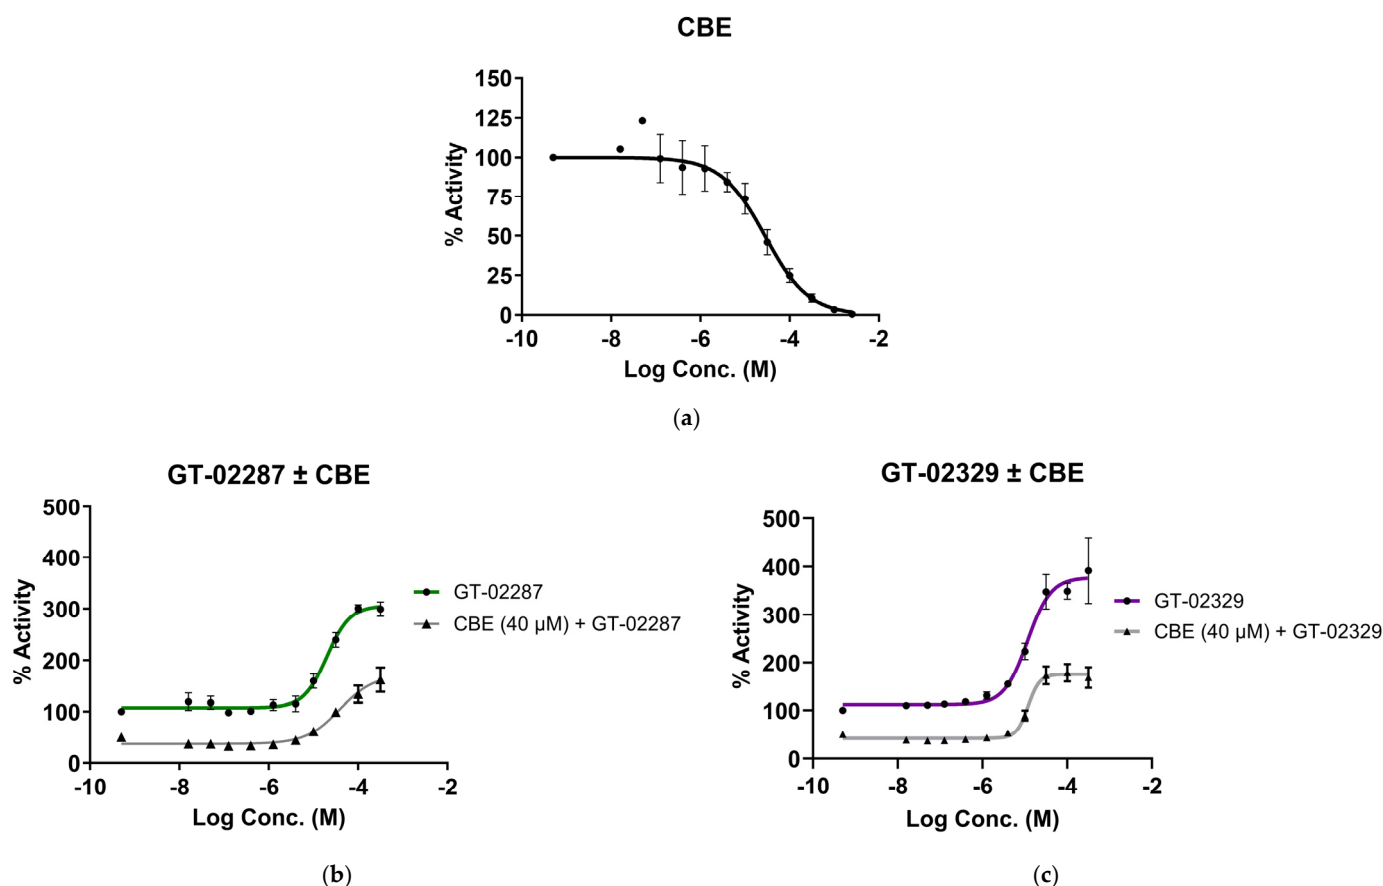 CBE
150
125
100
75
50
25
0
% Activity
-10
-8
-6
-4
-2
Log Conc. (M)
(a)
GT-02287 ± CBE
500
400
300
200
100
0
% Activity
-10
-8
-6
-4
-2
Log Conc. (M)
GT-02287
CBE (40 µM) + GT-02287
(b)
GT-02329 ± CBE
500
400
300
200
100
0
% Activity
-10
-8
-6
-4
-2
Log Conc. (M)
GT-02329
CBE (40 µM) + GT-02329
(c)